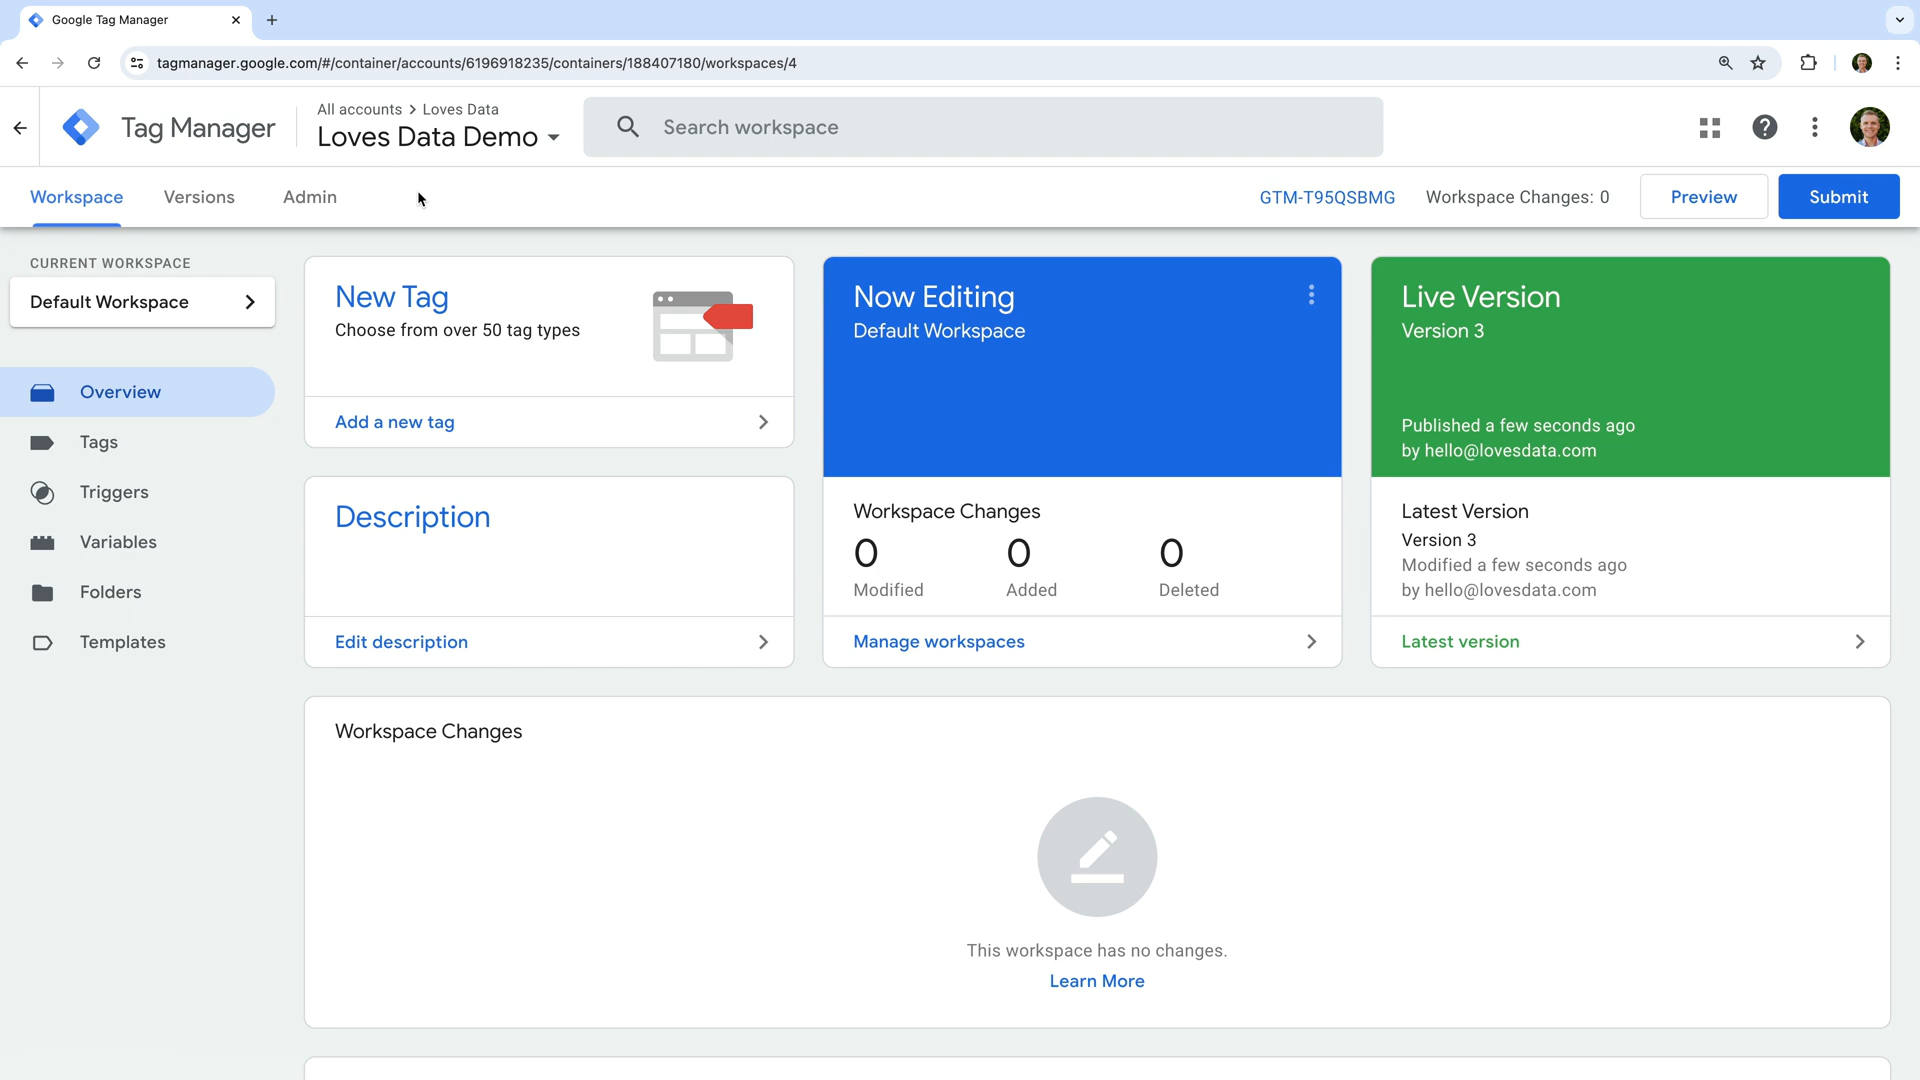 Google Tag Manager
tagmanager.google.com/#/container/accounts/6196918235/containers/188407180/workspaces/4
Tag Manager
All accounts > Loves Data
Loves Data Demo
Search workspace
Workspace
Versions
Admin
GTM-T95QSBMG
Workspace Changes: 0
Preview
Submit
CURRENT WORKSPACE
Default Workspace
Overview
Tags
Triggers
Variables
Folders
Templates
New Tag
Choose from over 50 tag types
Add a new tag
Description
Edit description
Now Editing
Default Workspace
Workspace Changes
0 0 0
Modified Added Deleted
Manage workspaces
Live Version
Version 3
Published a few seconds ago
by hello@lovesdata.com
Latest Version
Version 3
Modified a few seconds ago
by hello@lovesdata.com
Latest version
Workspace Changes
This workspace has no changes.
Learn More